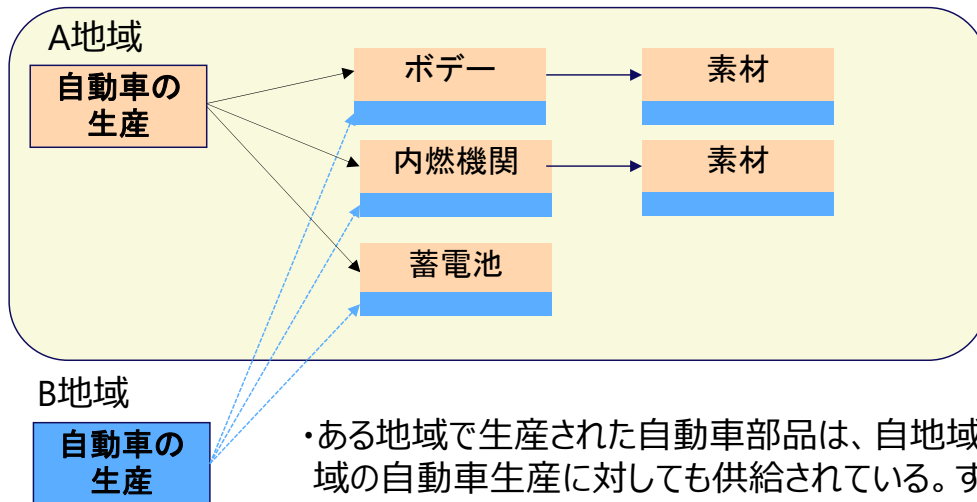 A地域
自動車の
生産
ボデー
素材
内燃機関
素材
蓄電池
B地域
自動車の
生産
・ある地域で生産された自動車部品は、自地域
域の自動車生産に対しても供給されている。す